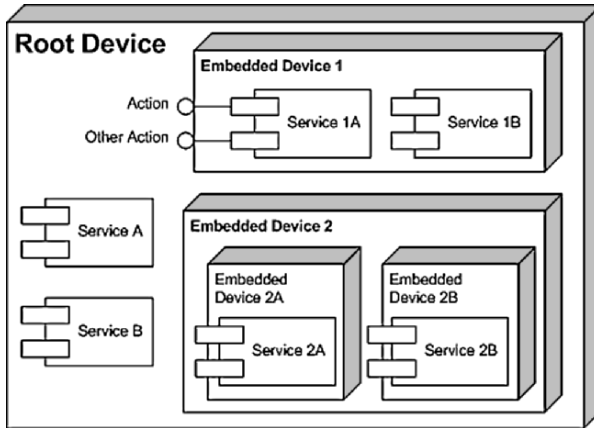 Root Device
Embedded Device 1
Action
Other Action
Service 1A
Service 1B
Service A
Service B
Embedded Device 2
Embedded
Device 2A
Service 2A
Embedded
Device 2B
Service 2B